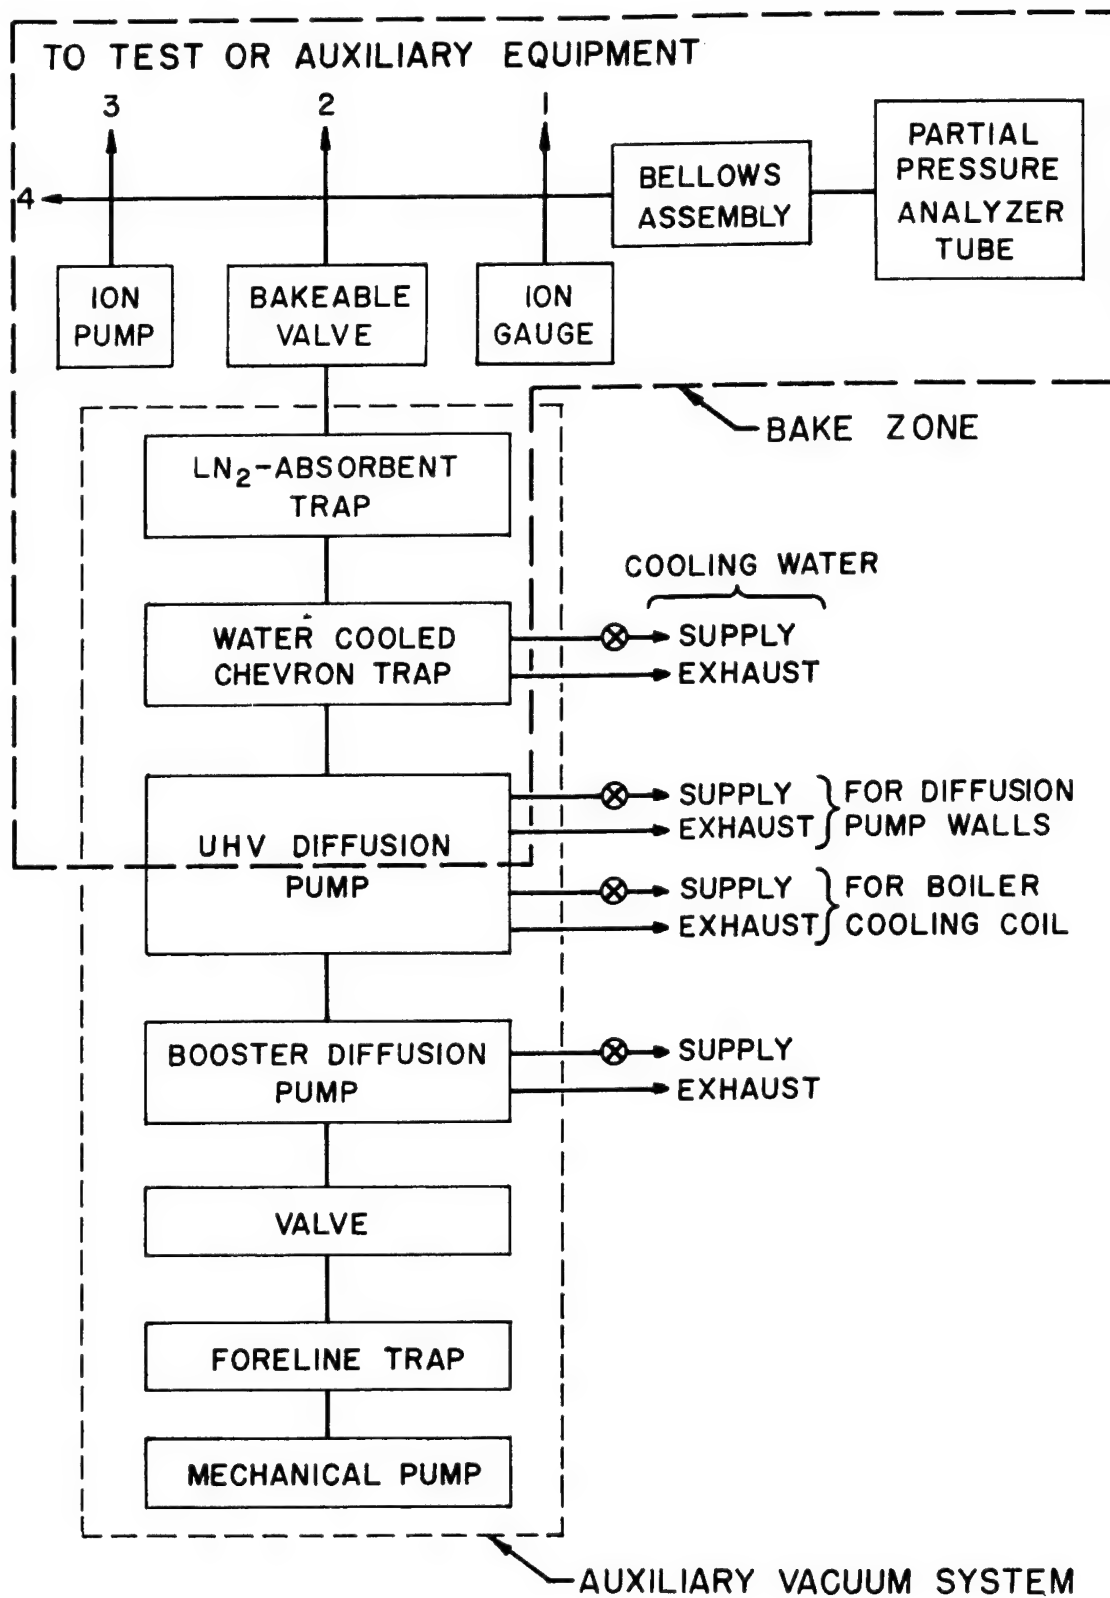 TO TEST OR AUXILIARY EQUIPMENT
3
2
1
4
BELLOWS
ASSEMBLY
PARTIAL
PRESSURE
ANALYZER
TUBE
ION
PUMP
BAKEABLE
VALVE
ION
GAUGE
BAKE ZONE
LN2-ABSORBENT
TRAP
COOLING WATER
WATER COOLED
CHEVRON TRAP
SUPPLY
EXHAUST
UHV DIFFUSION
PUMP
SUPPLY
EXHAUST
FOR DIFFUSION
PUMP WALLS
SUPPLY
EXHAUST
FOR BOILER
COOLING COIL
BOOSTER DIFFUSION
PUMP
SUPPLY
EXHAUST
VALVE
FORELINE TRAP
MECHANICAL PUMP
AUXILIARY VACUUM SYSTEM